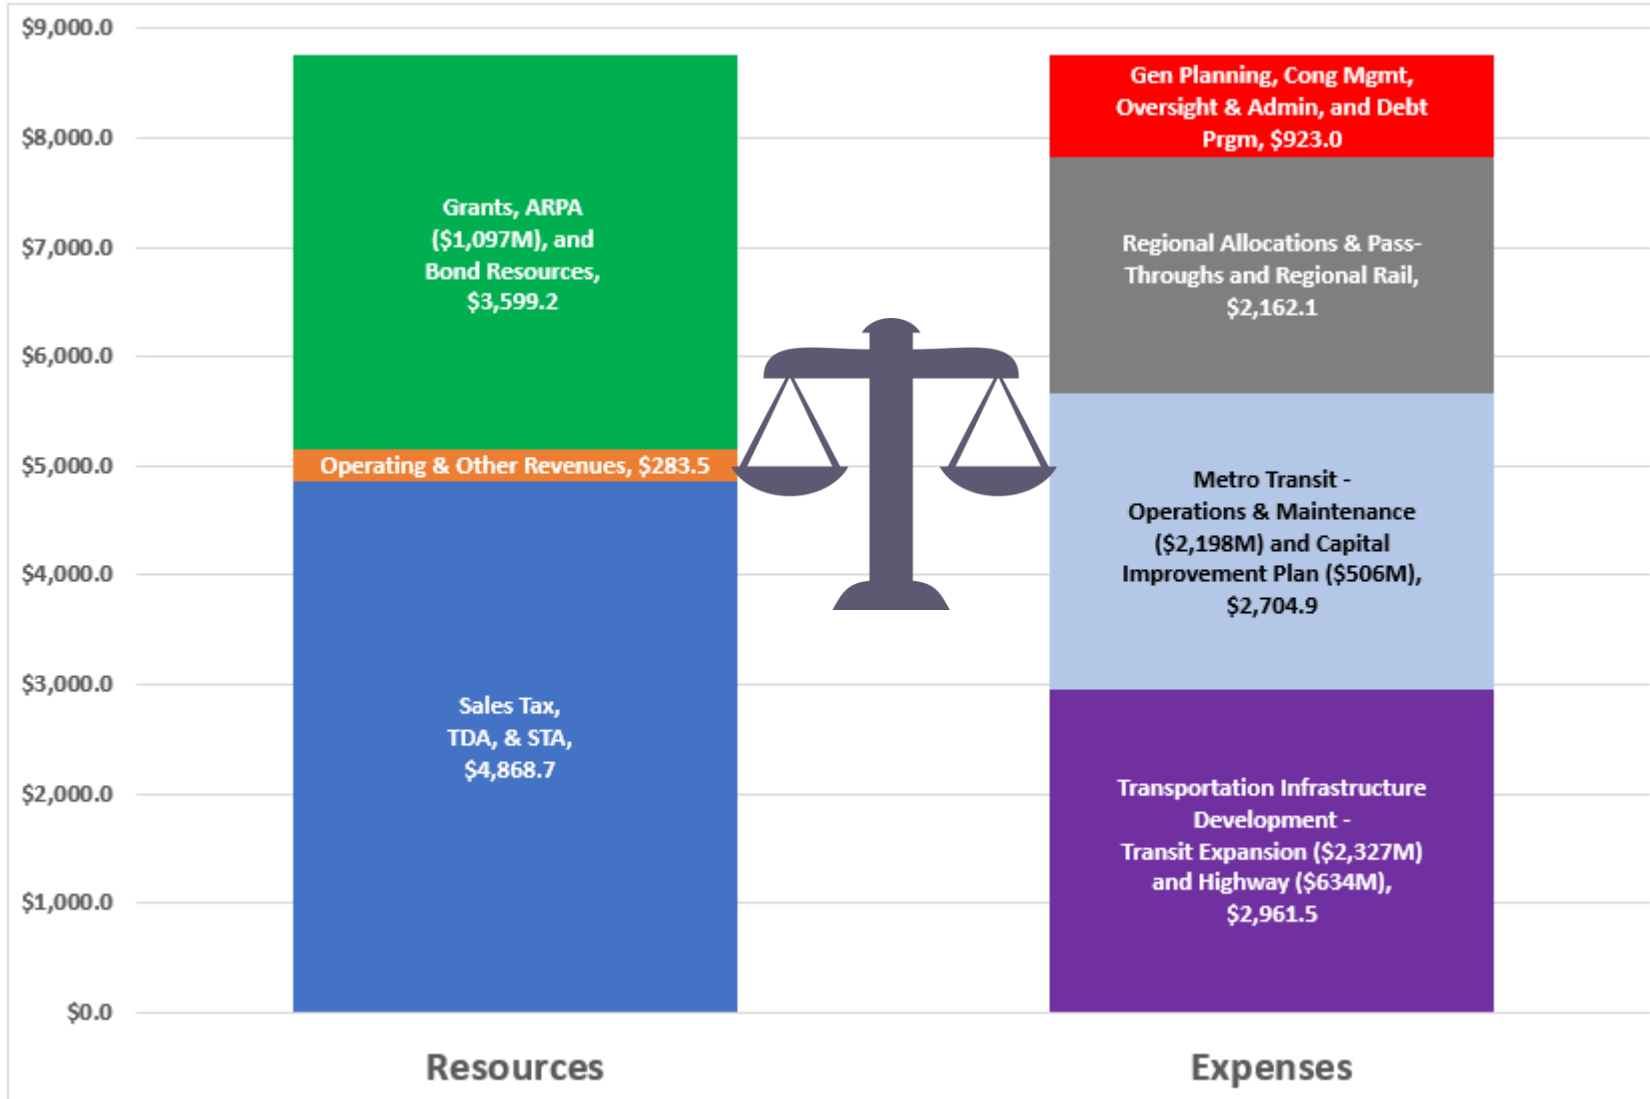 $9,000.0
$8,000.0
$7,000.0
$6,000.0
$5,000.0
$4,000.0
$3,000.0
$2,000.0
$1,000.0
$0.0
Grants, ARPA
($1,097M), and
Bond Resources,
$3,599.2
Operating & Other Revenues, $283.5
Sales Tax,
TDA, & STA,
$4,868.7
Gen Planning, Cong Mgmt,
Oversight & Admin, and Debt
Prgm, $923.0
Regional Allocations & Pass-
Throughs and Regional Rail,
$2,162.1
Metro Transit -
Operations & Maintenance
($2,198M) and Capital
Improvement Plan ($506M),
$2,704.9
Transportation Infrastructure
Development -
Transit Expansion ($2,327M)
and Highway ($634M),
$2,961.5
Resources
Expenses